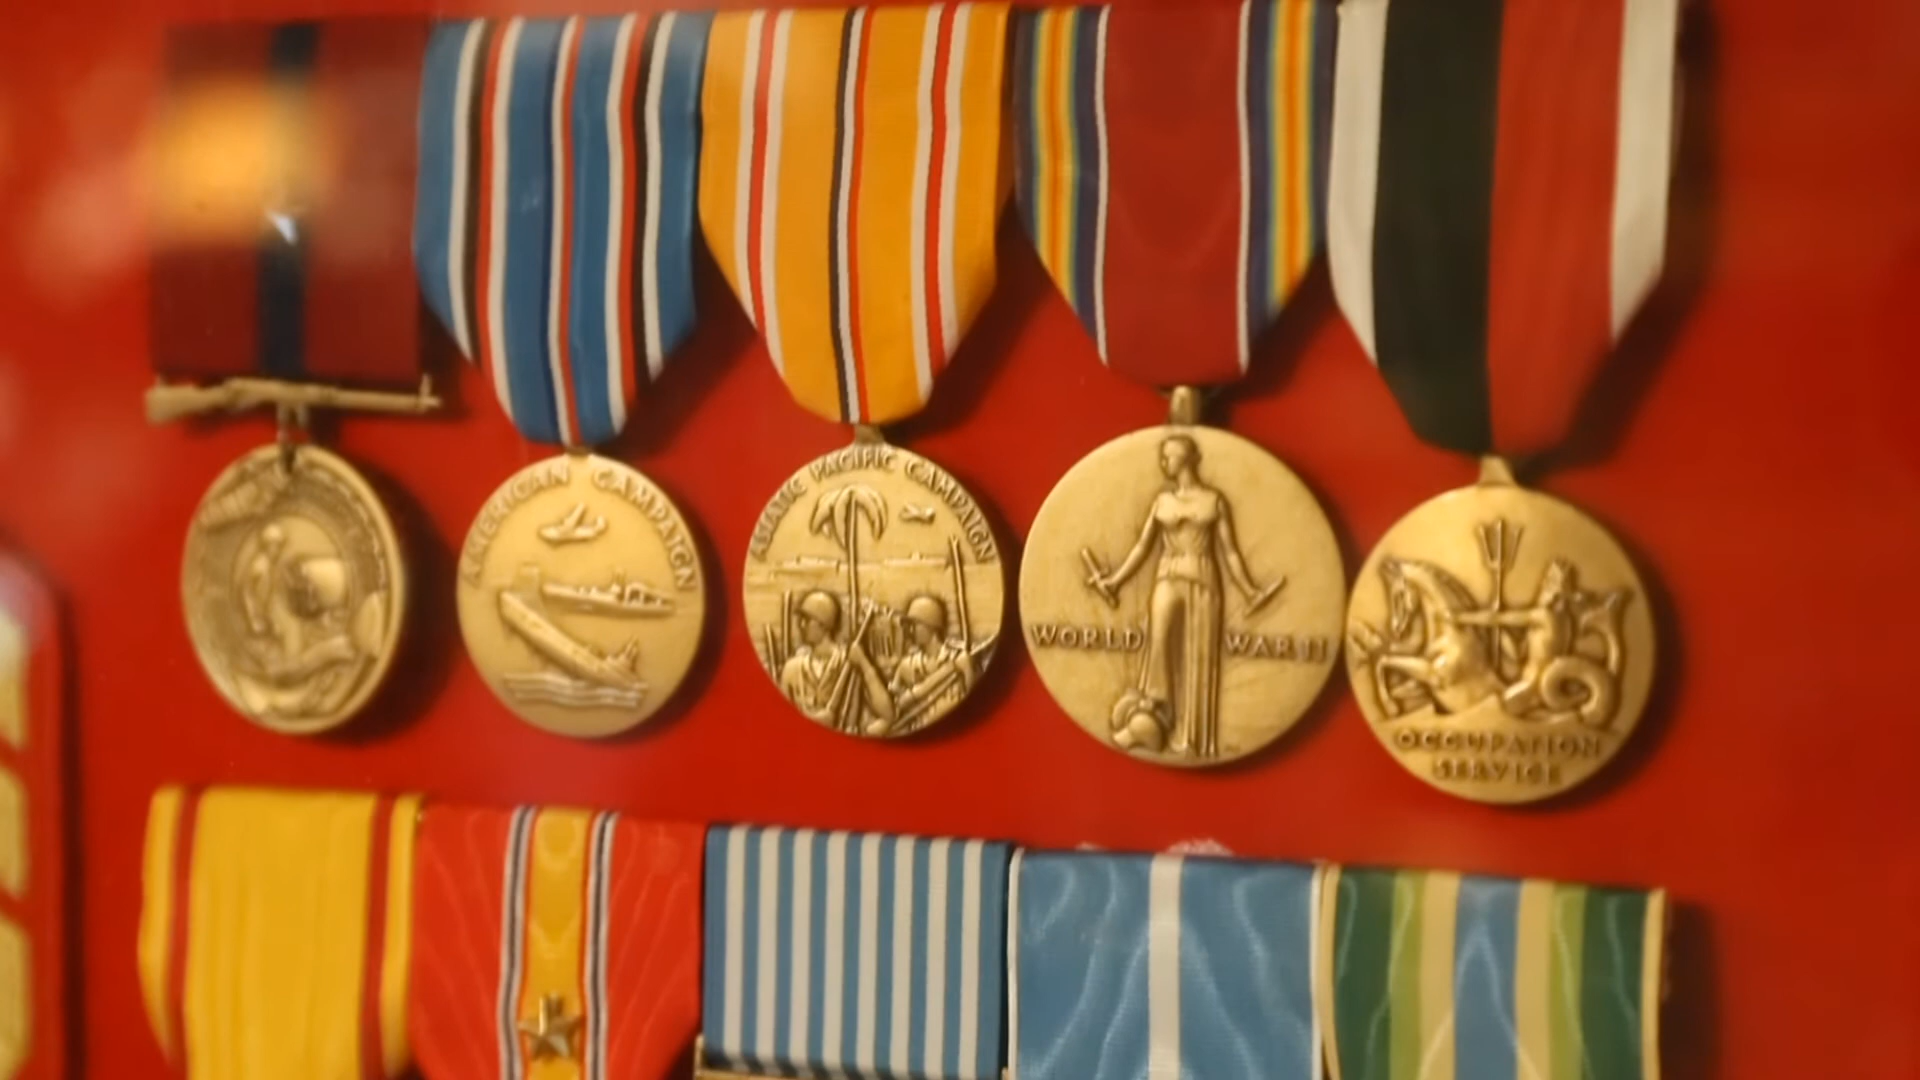 AMERICAN CAMPAIGN
ASIATIC PACIFIC CAMPAIGN
WORLD WAR II
OCCUPATION
SERVICE